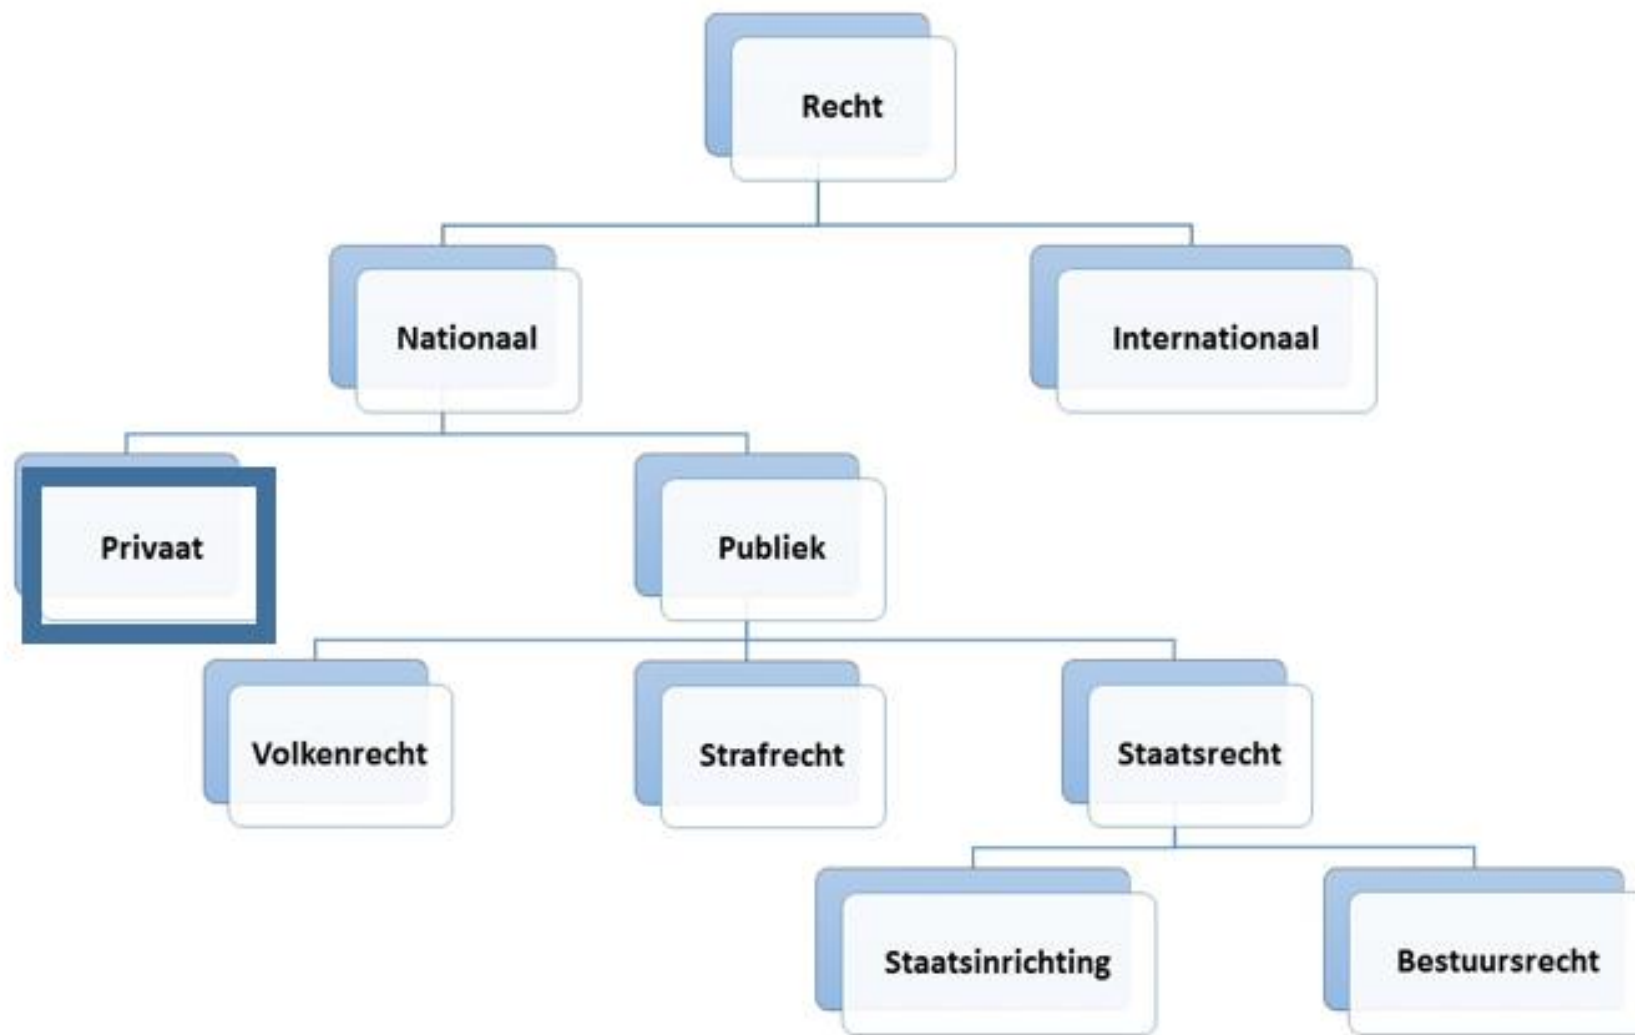 Recht
Nationaal
Internationaal
Privaat
Publiek
Volkenrecht
Strafrecht
Staatsrecht
Staatsinrichting
Bestuursrecht